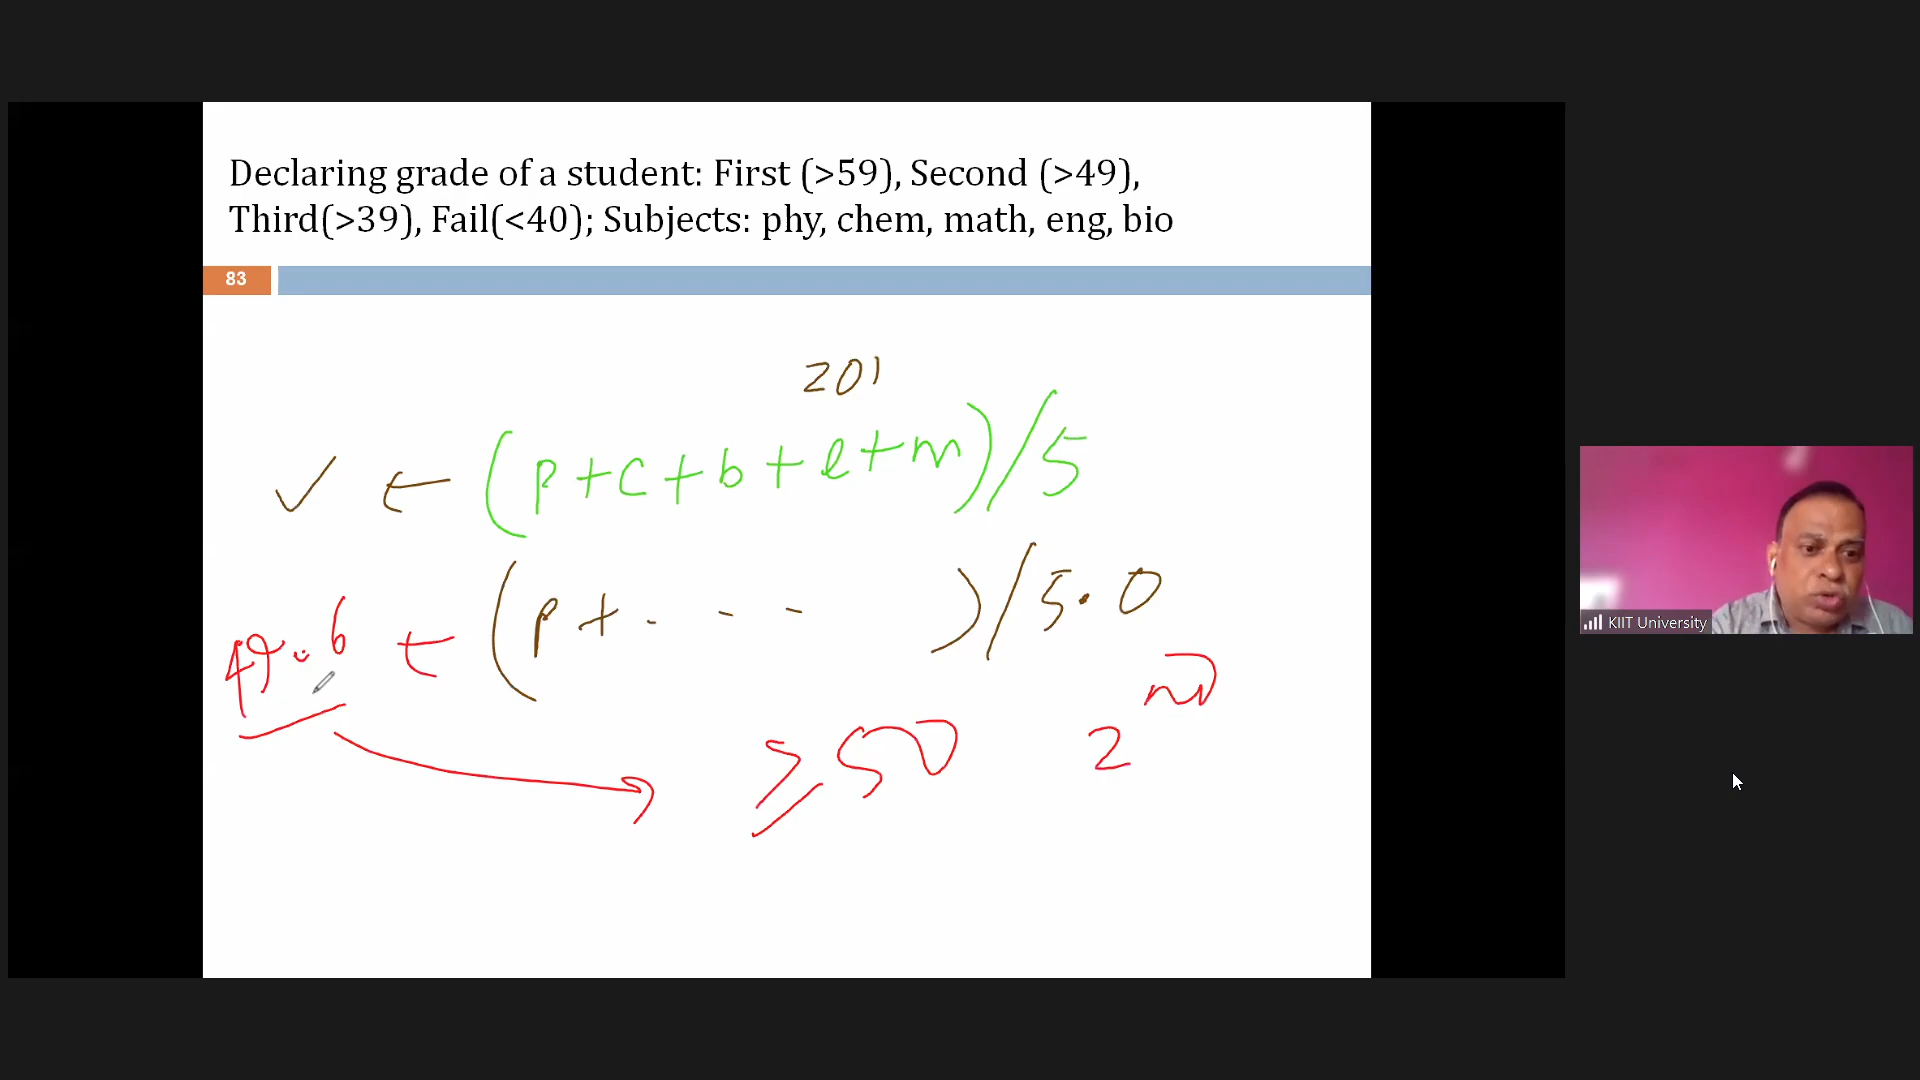 Declaring grade of a student: First (>59), Second (>49),
Third(>39), Fail(<40); Subjects: phy, chem, math, eng, bio
83
201
✓ ← (p+c+b+e+m)/5
49.6 ← (p+. - -    )/5.0
≥50    2nd
KIIT University